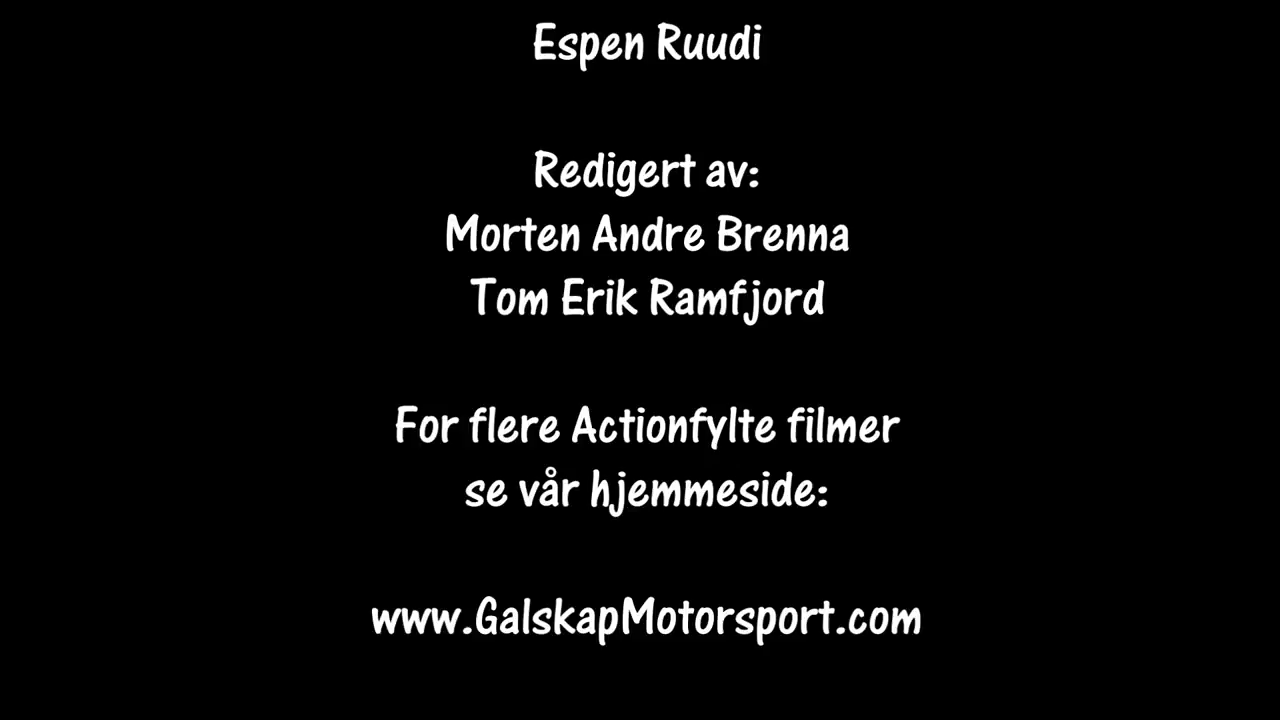 Espen Ruudi
Redigert av:
Morten Andre Brenna
Tom Erik Ramfjord
For flere Actionfylte filmer
se vår hjemmeside:
www.GalskapMotorsport.com